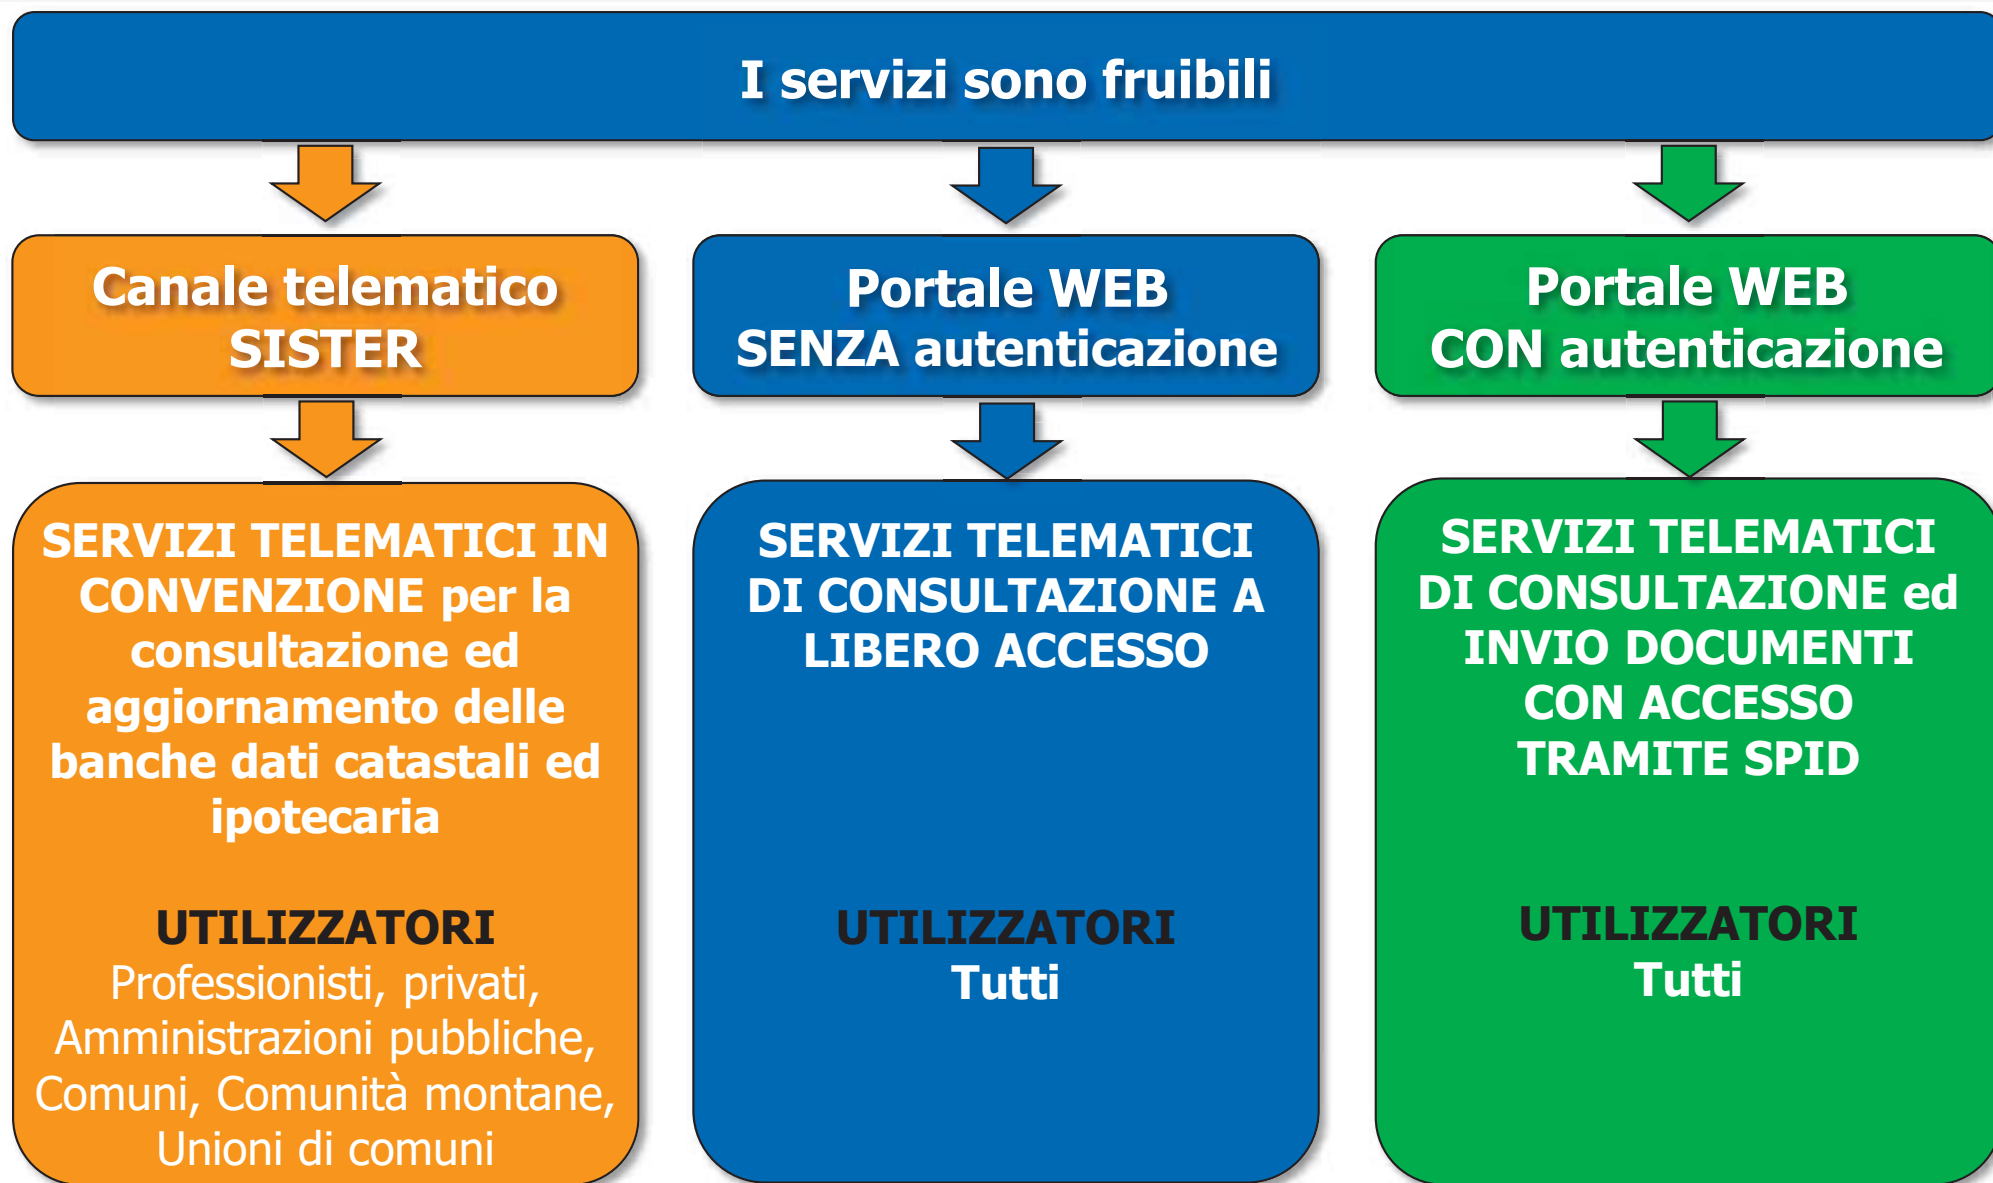 I servizi sono fruibili
Canale telematico
SISTER
SERVIZI TELEMATICI IN
CONVENZIONE per la
consultazione ed
aggiornamento delle
banche dati catastali ed
ipotecaria
UTILIZZATORI
Professionisti, privati,
Amministrazioni pubbliche,
Comuni, Comunità montane,
Unioni di comuni
Portale WEB
SENZA autenticazione
SERVIZI TELEMATICI
DI CONSULTAZIONE A
LIBERO ACCESSO
UTILIZZATORI
Tutti
Portale WEB
CON autenticazione
SERVIZI TELEMATICI
DI CONSULTAZIONE ed
INVIO DOCUMENTI
CON ACCESSO
TRAMITE SPID
UTILIZZATORI
Tutti